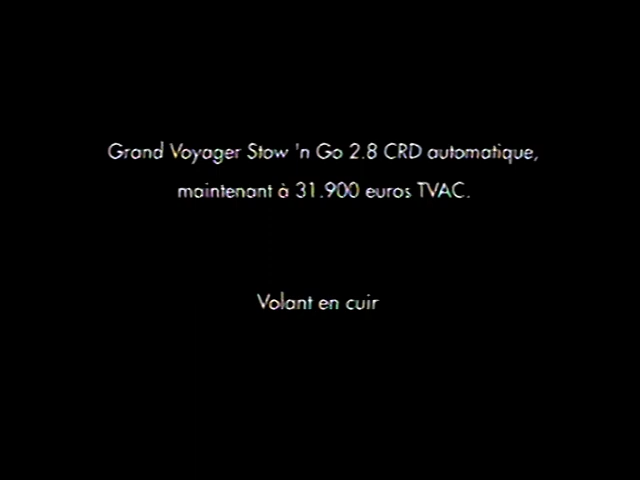 Grand Voyager Stow 'n Go 2.8 CRD automatique,
maintenant à 31.900 euros TVAC.
Volant en cuir